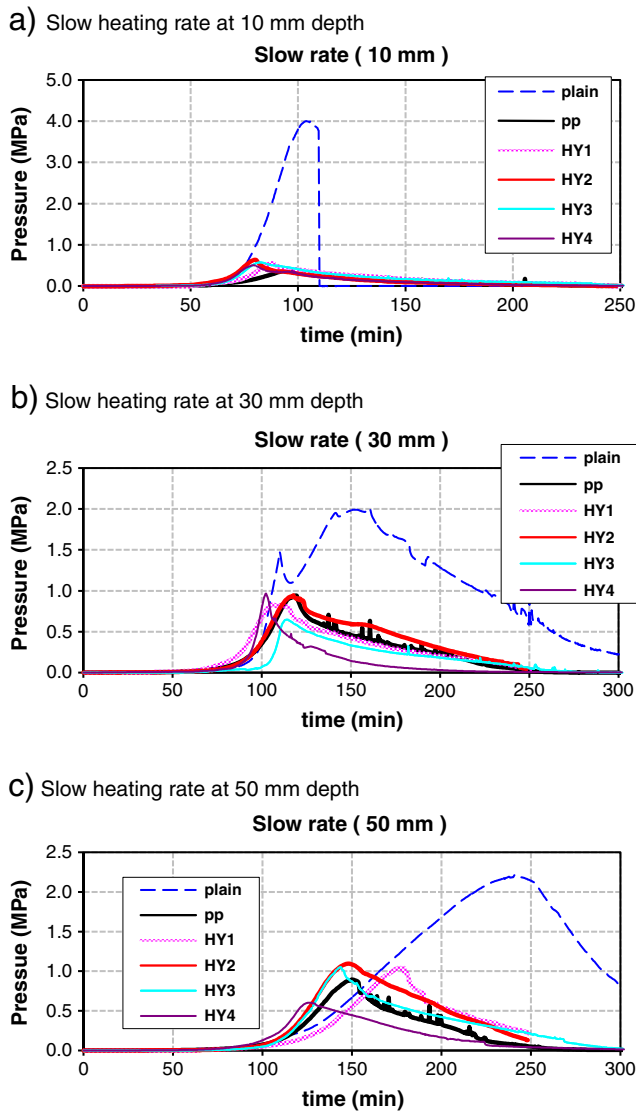 a) Slow heating rate at 10 mm depth
Slow rate ( 10 mm )
5.0
4.0
3.0
2.0
1.0
0.0
Pressure (MPa)
plain
pp
HY1
HY2
HY3
HY4
0 50 100 150 200 250
time (min)
b) Slow heating rate at 30 mm depth
Slow rate ( 30 mm )
2.5
2.0
1.5
1.0
0.5
0.0
Pressure (MPa)
plain
pp
HY1
HY2
HY3
HY4
0 50 100 150 200 250 300
time (min)
c) Slow heating rate at 50 mm depth
Slow rate ( 50 mm )
2.5
2.0
1.5
1.0
0.5
0.0
Pressue (MPa)
plain
pp
HY1
HY2
HY3
HY4
0 50 100 150 200 250 300
time (min)